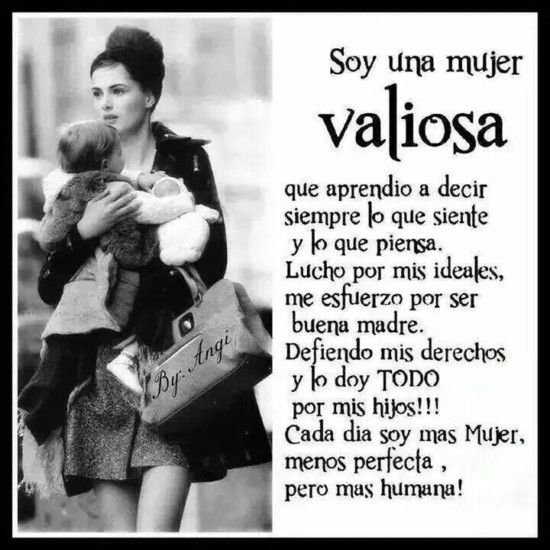 Soy una mujer
valiosa
que aprendio a decir
siempre lo que siente
y lo que piensa.
Lucho por mis ideales,
me esfuerzo por ser
buena madre.
Defiendo mis derechos
y lo doy TODO
por mis hijos!!!
Cada dia soy mas Mujer,
menos perfecta ,
pero mas humana!
By: Angi